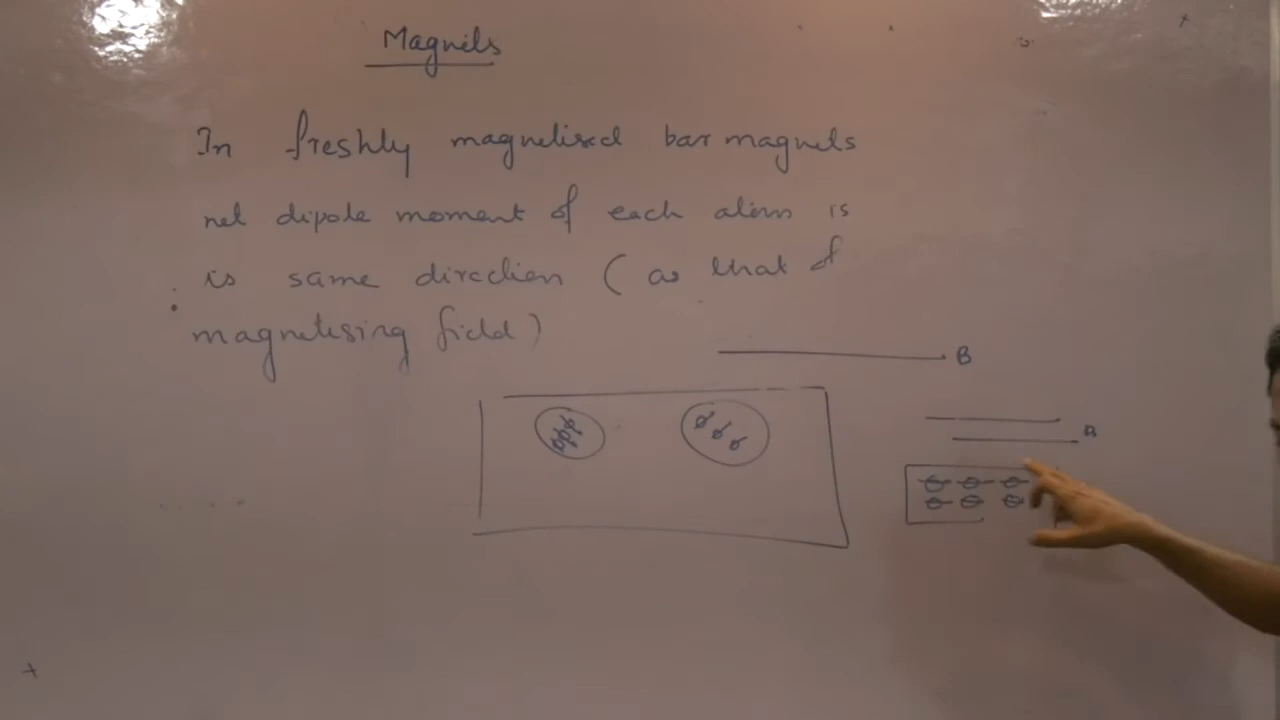 Magnets
In freshly magnetised bar magnets
net dipole moment of each atom is
is same direction (as that of
magnetising field)
B
B